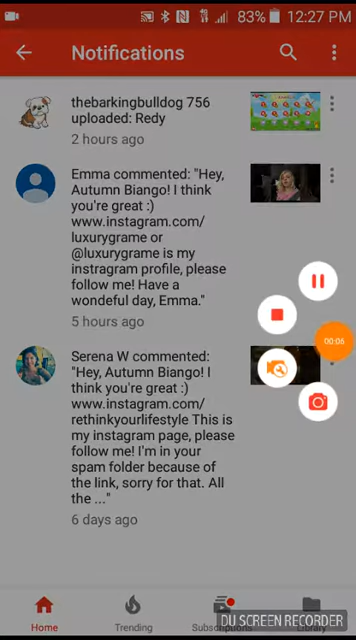 83% 12:27 PM
Notifications
thebarkingbulldog 756
uploaded: Redy
2 hours ago
Emma commented: "Hey,
Autumn Biango! I think
you're great :)
www.instagram.com/
luxurygrame or
@luxurygrame is my
instragram profile, please
follow me! Have a
wondeful day, Emma."
5 hours ago
Serena W commented:
"Hey, Autumn Biango! I
think you're great :)
www.instagram.com/
rethinkyourlifestyle This is
my instagram page, please
follow me! I'm in your
spam folder because of
the link, sorry for that. All
the ..."
6 days ago
00:06
Home Trending Subscriptions Library
DU SCREEN RECORDER